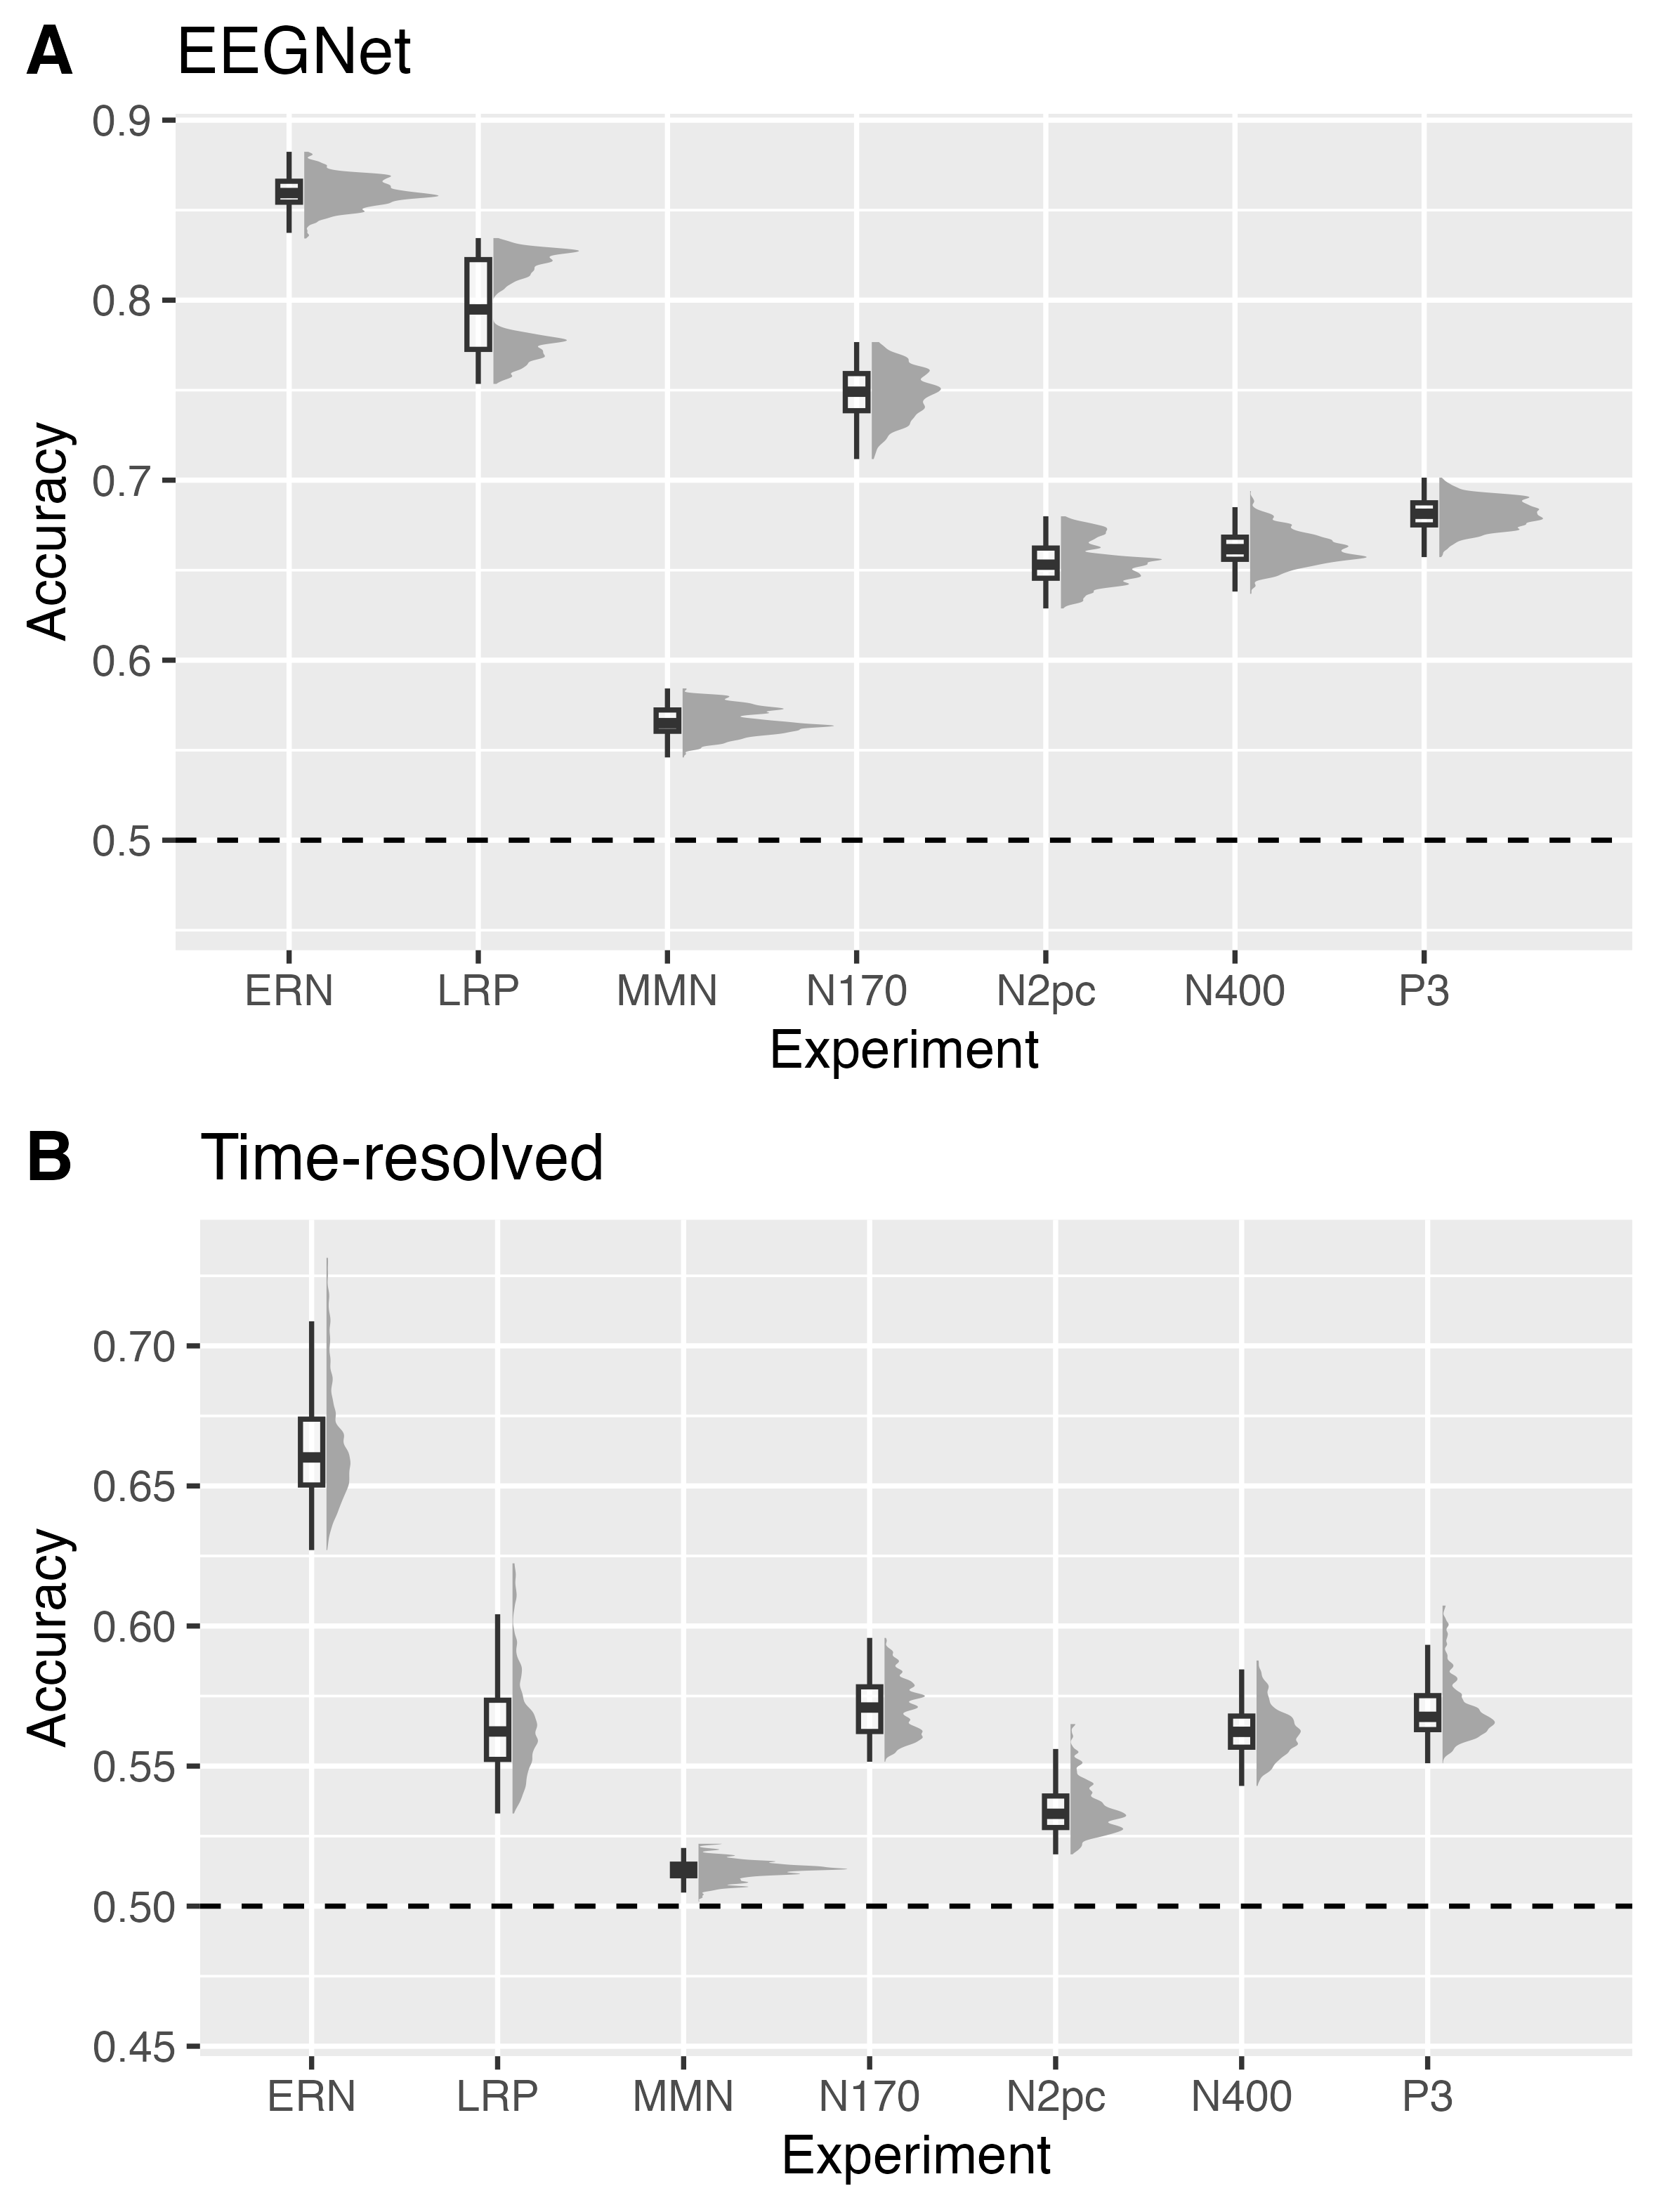 A EEGNet
0.9
0.8
0.7
0.6
0.5
Accuracy
ERN LRP MMN N170 N2pc N400 P3
Experiment
B Time-resolved
0.70
0.65
0.60
0.55
0.50
0.45
Accuracy
ERN LRP MMN N170 N2pc N400 P3
Experiment